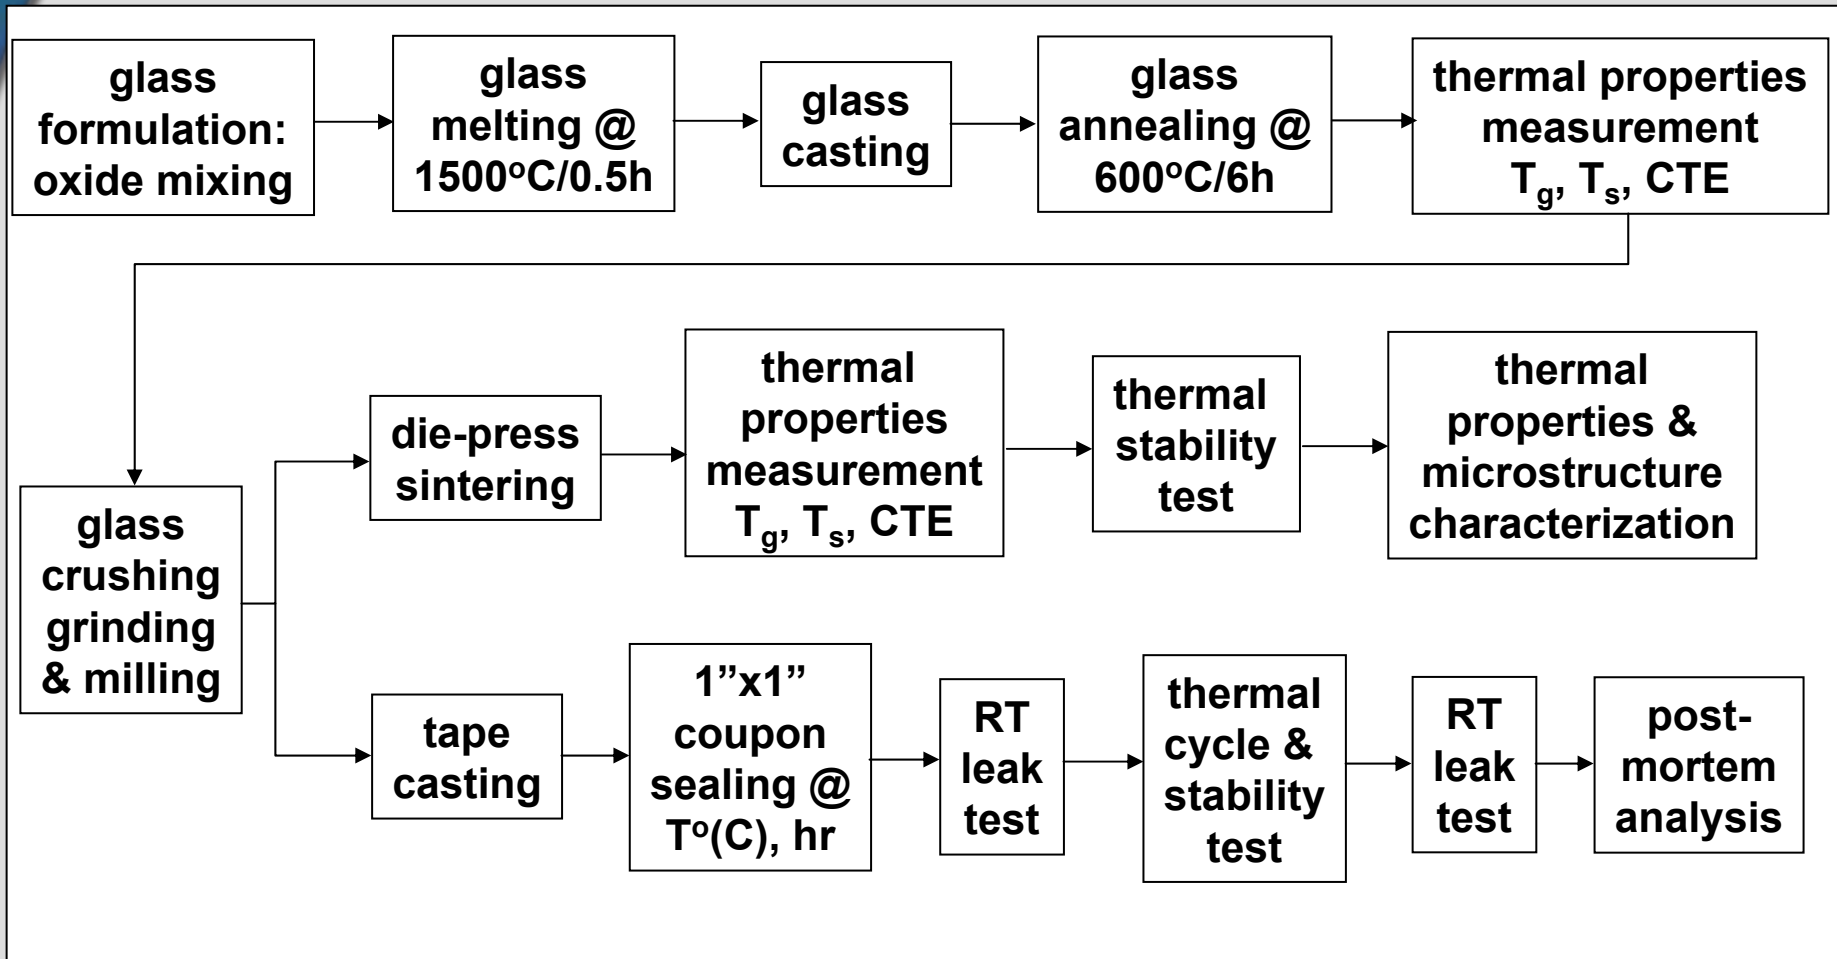 glass
formulation:
oxide mixing
glass
melting @
1500°C/0.5h
glass
casting
glass
annealing @
600°C/6h
thermal properties
measurement
Tg, Ts, CTE
glass
crushing
grinding
& milling
die-press
sintering
thermal
properties
measurement
Tg, Ts, CTE
thermal
stability
test
thermal
properties &
microstructure
characterization
tape
casting
1”x1”
coupon
sealing @
T°(C), hr
RT
leak
test
thermal
cycle &
stability
test
RT
leak
test
post-
mortem
analysis